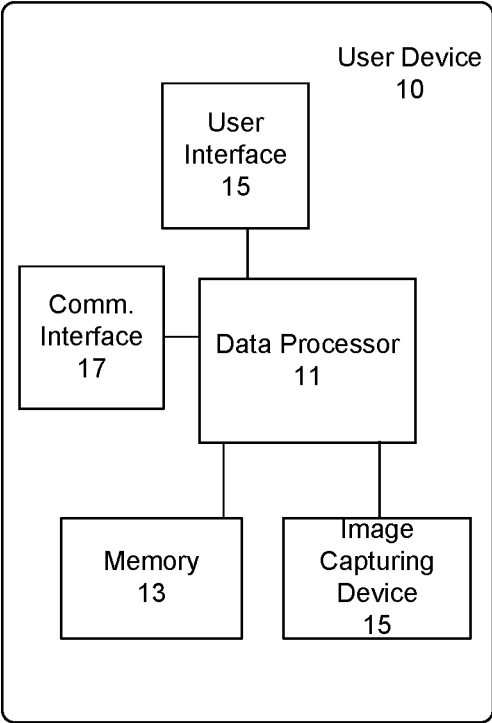 User Device
10
User
Interface
15
Comm.
Interface
17
Data Processor
11
Memory
13
Image
Capturing
Device
15